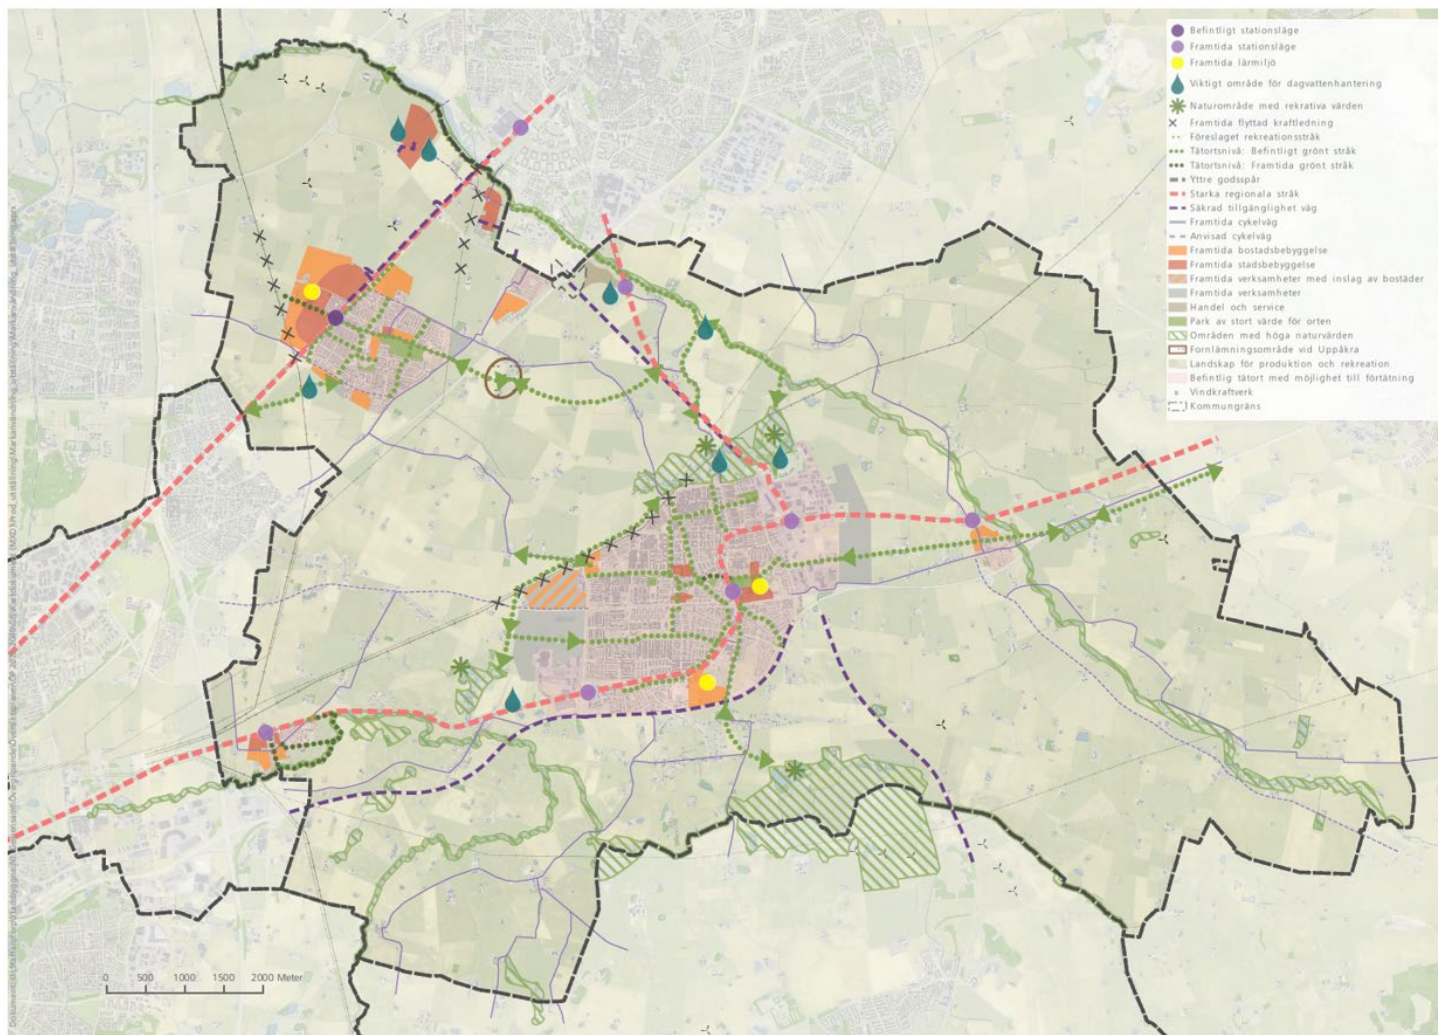 Befintligt stationsläge
Framtida stationsläge
Framtida lärmiljö
Viktigt område för dagvattenhantering
Naturområde med rekrativa värden
Framtida flyttad kraftledning
Föreslaget rekreationsstråk
Tätortsnivå: Befintligt grönt stråk
Tätortsnivå: Framtida grönt stråk
Yttre godsspår
Starka regionala stråk
Säkrad tillgänglighet väg
Framtida cykelväg
Anvisad cykelväg
Framtida bostadsbebyggelse
Framtida stadsbebyggelse
Framtida verksamheter med inslag av bostäder
Framtida verksamheter
Handel och service
Park av stort värde för orten
Områden med höga naturvärden
Fornlämningsområde vid Uppåkra
Landskap för produktion och rekreation
Befintlig tätort med möjlighet till förtätning
Vindkraftverk
Kommungräns
0 500 1000 1500 2000 Meter